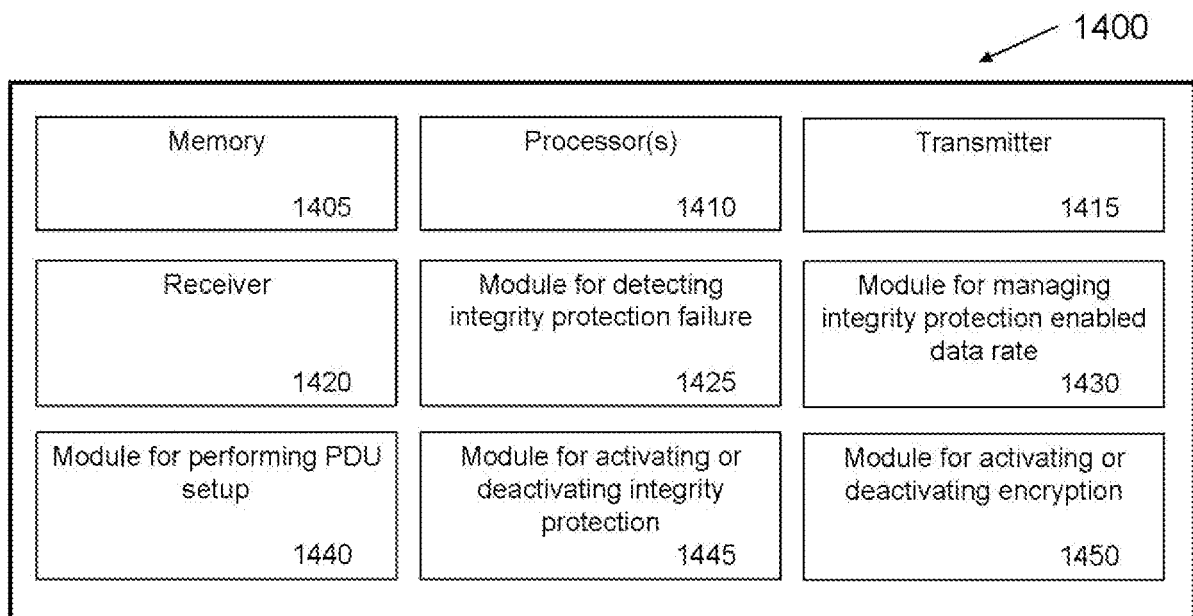 1400
Memory
1405
Processor(s)
1410
Transmitter
1415
Receiver
1420
Module for detecting
integrity protection failure
1425
Module for managing
integrity protection enabled
data rate
1430
Module for performing PDU
setup
1440
Module for activating or
deactivating integrity
protection
1445
Module for activating or
deactivating encryption
1450